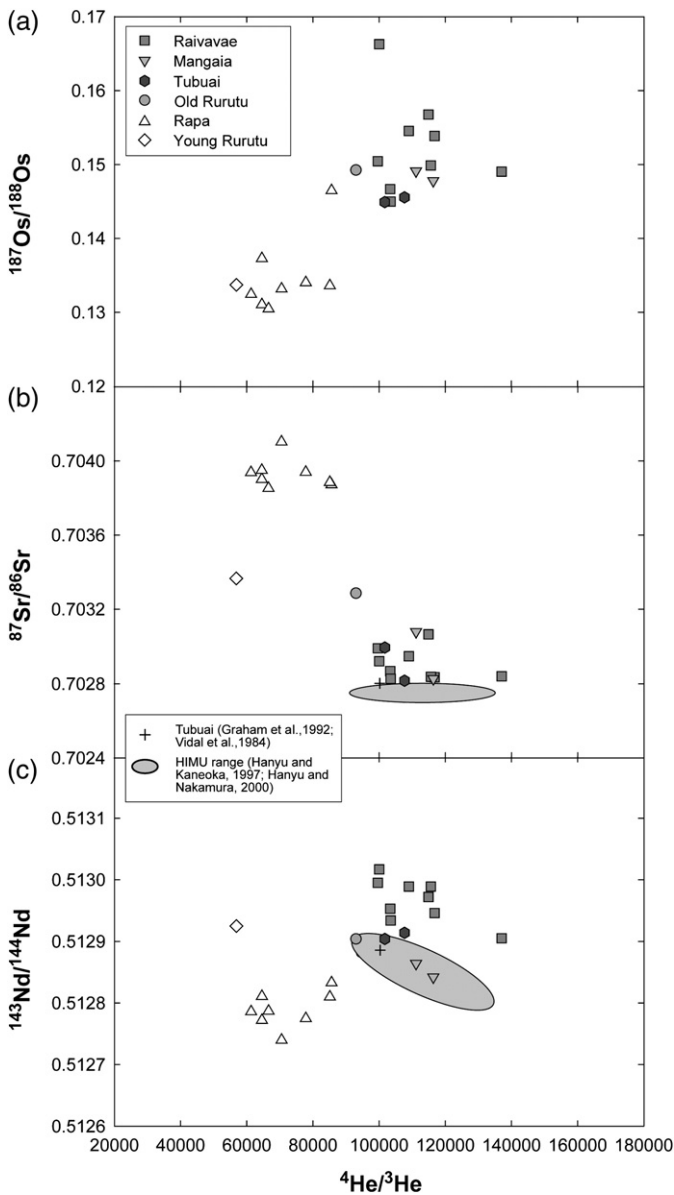 (a)
0.17
0.16
0.15
0.14
0.13
0.12
187Os/188Os
Raivavae
Mangaia
Tubuai
Old Rurutu
Rapa
Young Rurutu
(b)
0.7040
0.7036
0.7032
0.7028
0.7024
87Sr/86Sr
Tubuai (Graham et al.,1992;
Vidal et al.,1984)
HIMU range (Hanyu and
Kaneoka, 1997; Hanyu and
Nakamura, 2000)
(c)
0.5131
0.5130
0.5129
0.5128
0.5127
0.5126
143Nd/144Nd
20000 40000 60000 80000 100000 120000 140000 160000 180000
4He/3He